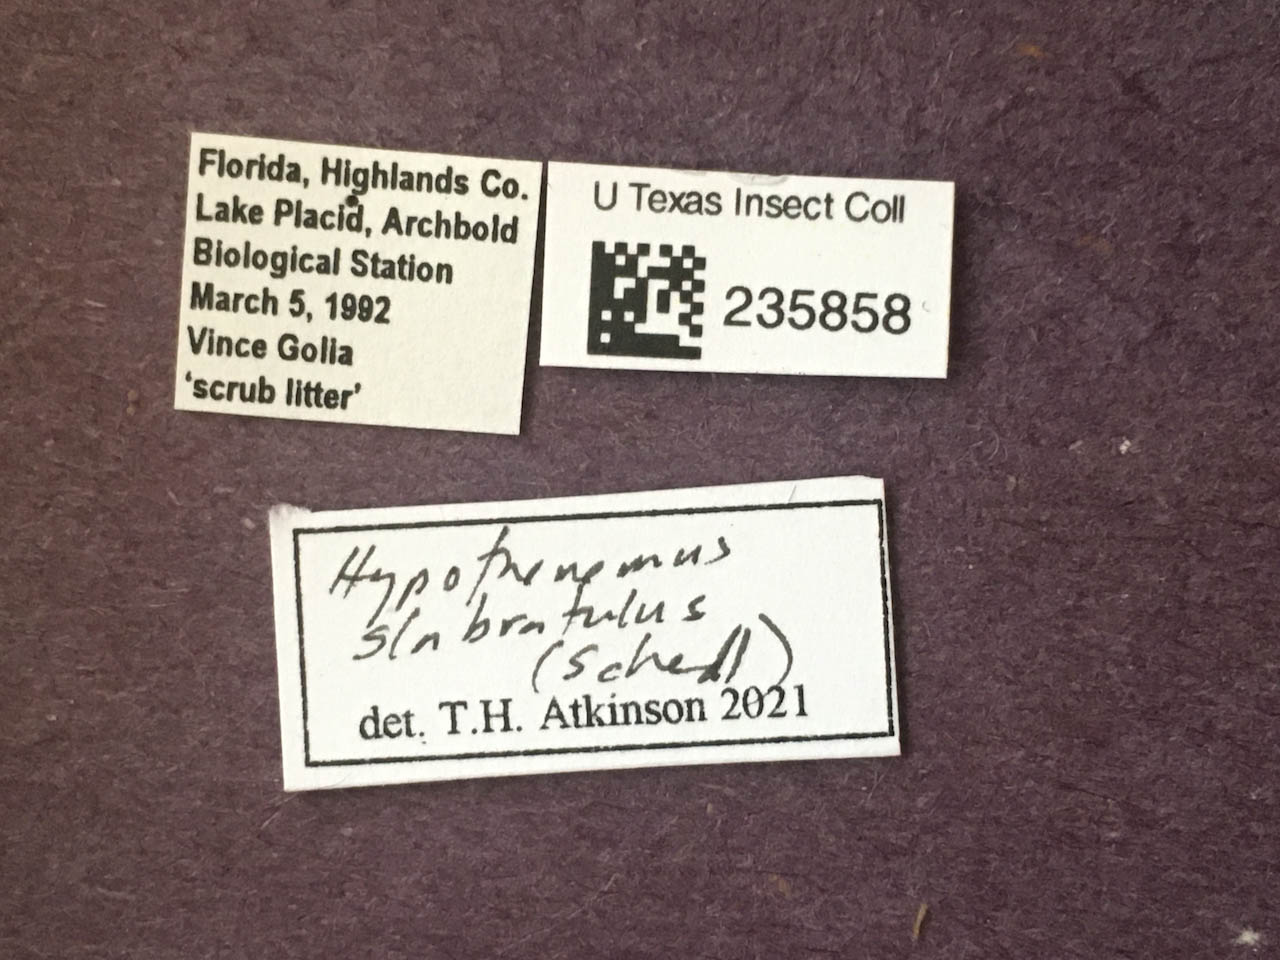 Florida, Highlands Co.
Lake Placid, Archbold
Biological Station
March 5, 1992
Vince Golia
‘scrub litter’
U Texas Insect Coll
235858
Hypothenemus
glabratulus
(Schedl)
det. T.H. Atkinson 2021